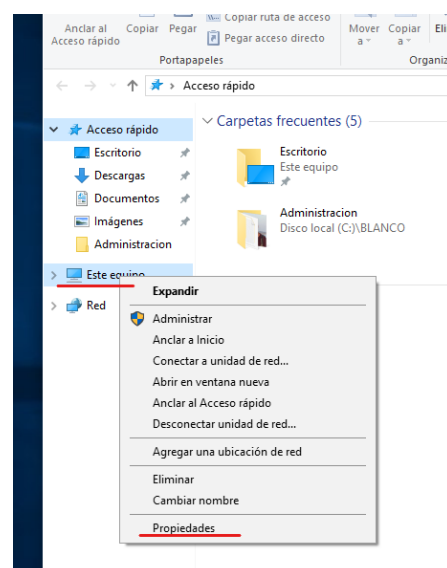 Copiar ruta de acceso
Anclar al
Acceso rápido
Copiar
Pegar
Pegar acceso directo
Mover
a
Copiar
a
Portapapeles
Acceso rápido
Acceso rápido
Escritorio
Descargas
Documentos
Imágenes
Administracion
Este equipo
Red
Carpetas frecuentes (5)
Escritorio
Este equipo
Administracion
Disco local (C:)\BLANCO
Expandir
Administrar
Anclar a Inicio
Conectar a unidad de red...
Abrir en ventana nueva
Anclar al Acceso rápido
Desconectar unidad de red...
Agregar una ubicación de red
Eliminar
Cambiar nombre
Propiedades